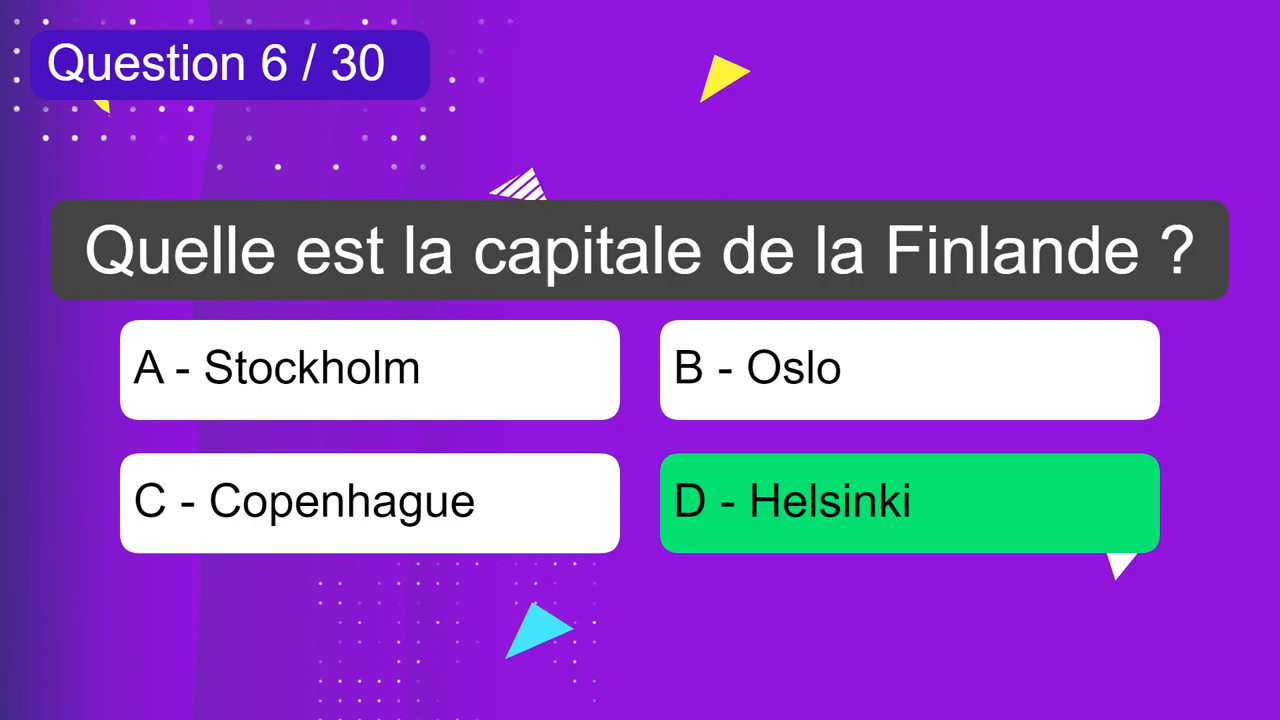 Question 6 / 30
Quelle est la capitale de la Finlande ?
A - Stockholm
B - Oslo
C - Copenhague
D - Helsinki